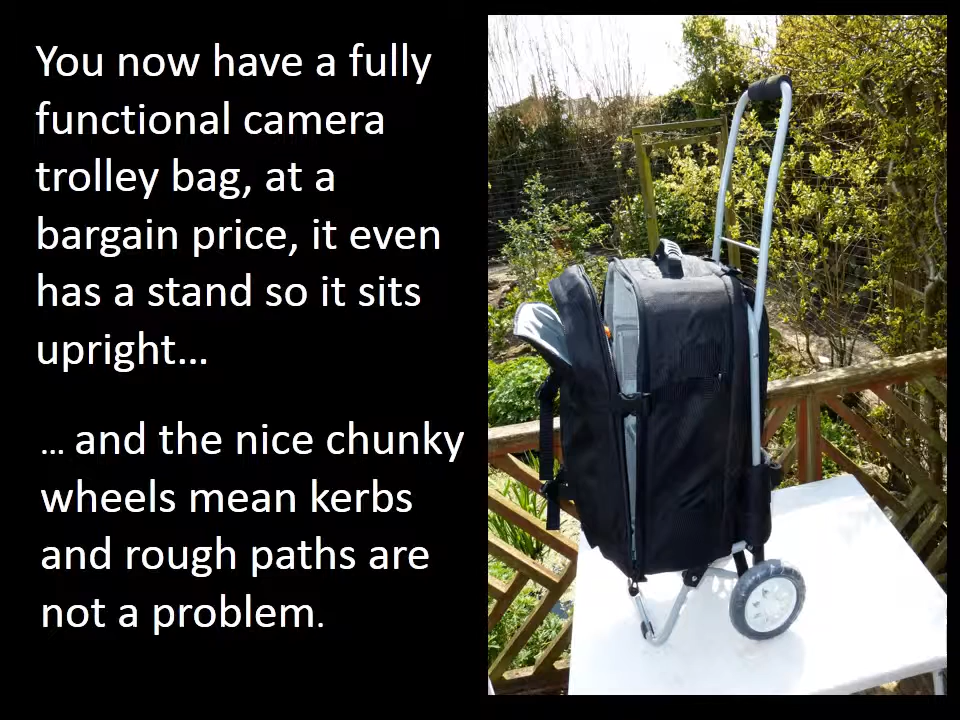 You now have a fully
functional camera
trolley bag, at a
bargain price, it even
has a stand so it sits
upright…
… and the nice chunky
wheels mean kerbs
and rough paths are
not a problem.